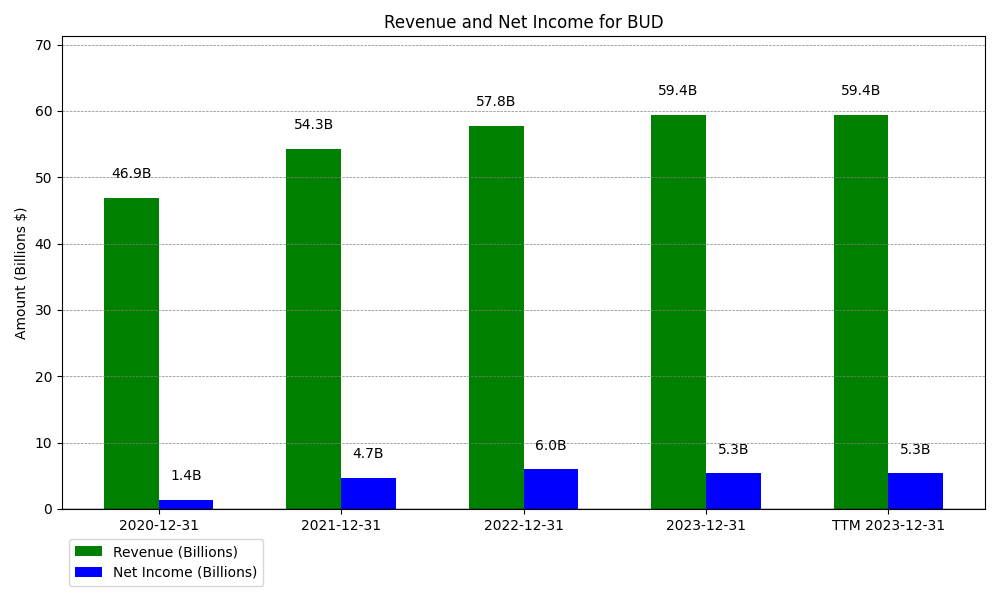 Revenue and Net Income for BUD
Amount (Billions $)
70
60
50
40
30
20
10
0
46.9B
54.3B
57.8B
59.4B
59.4B
1.4B
4.7B
6.0B
5.3B
5.3B
2020-12-31
2021-12-31
2022-12-31
2023-12-31
TTM 2023-12-31
Revenue (Billions)
Net Income (Billions)